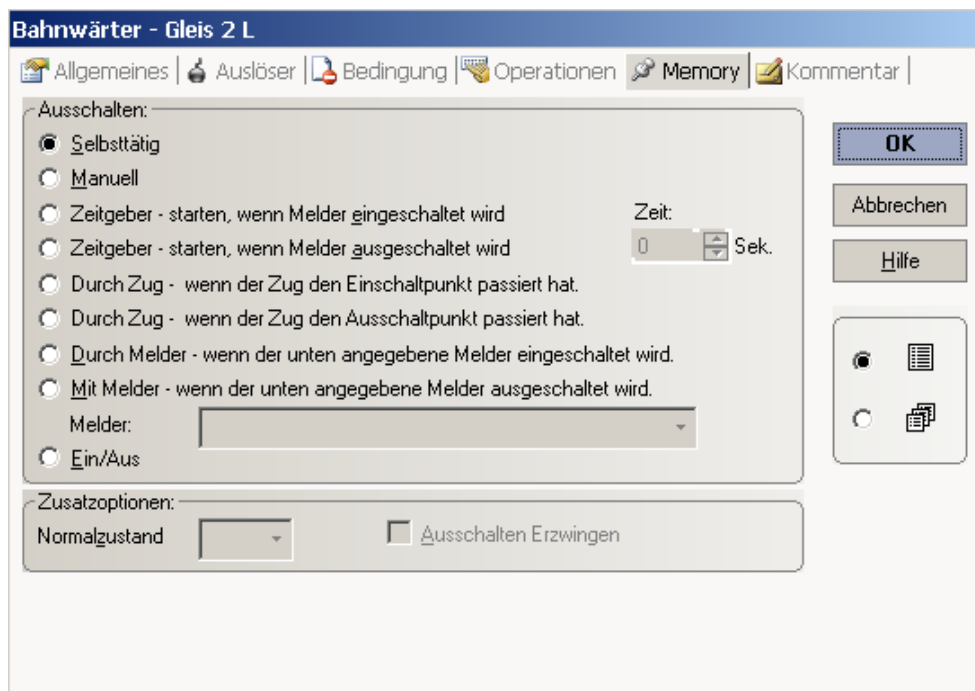 Bahnwärter - Gleis 2 L
Allgemeines Auslöser Bedingung Operationen Memory Kommentar
Ausschalten:
Selbsttätig
Manuell
Zeitgeber - starten, wenn Melder eingeschaltet wird
Zeitgeber - starten, wenn Melder ausgeschaltet wird
Zeit:
0 Sek.
Durch Zug - wenn der Zug den Einschaltpunkt passiert hat.
Durch Zug - wenn der Zug den Ausschaltpunkt passiert hat.
Durch Melder - wenn der unten angegebene Melder eingeschaltet wird.
Mit Melder - wenn der unten angegebene Melder ausgeschaltet wird.
Melder:
Ein/Aus
Zusatzoptionen:
Normalzustand
Ausschalten Erzwingen
OK
Abbrechen
Hilfe